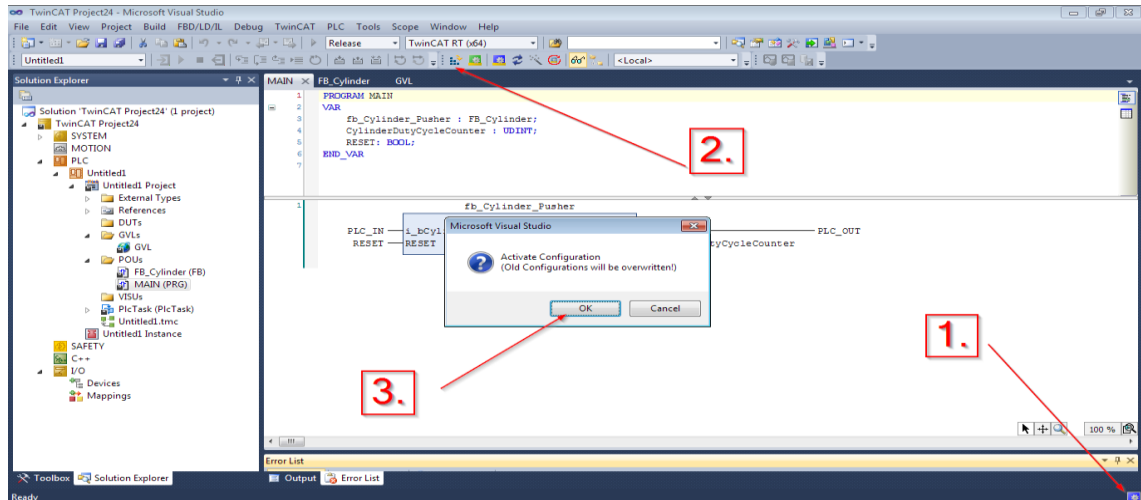 TwinCAT Project24 - Microsoft Visual Studio
File Edit View Project Build FBD/LD/IL Debug TwinCAT PLC Tools Scope Window Help
Release TwinCAT RT (x64)
Untitled1 <Local>
Solution Explorer
MAIN FB_Cylinder GVL
Solution 'TwinCAT Project24' (1 project)
TwinCAT Project24
SYSTEM
MOTION
PLC
Untitled1
Untitled1 Project
External Types
References
DUTs
GVLs
GVL
POUs
FB_Cylinder (FB)
MAIN (PRG)
VISUs
PlcTask (PlcTask)
Untitled1.tmc
Untitled1 Instance
SAFETY
C++
I/O
Devices
Mappings
1 PROGRAM MAIN
2 VAR
3 fb_Cylinder_Pusher : FB_Cylinder;
4 CylinderDutyCycleCounter : UDINT;
5 RESET: BOOL;
6 END_VAR
7
2.
1 fb_Cylinder_Pusher
PLC_IN i_bCyl PLC_OUT
RESET RESET tyCycleCounter
Microsoft Visual Studio
Activate Configuration
(Old Configurations will be overwritten!)
OK Cancel
1.
3.
100 %
Error List
Toolbox Solution Explorer Output Error List
Ready